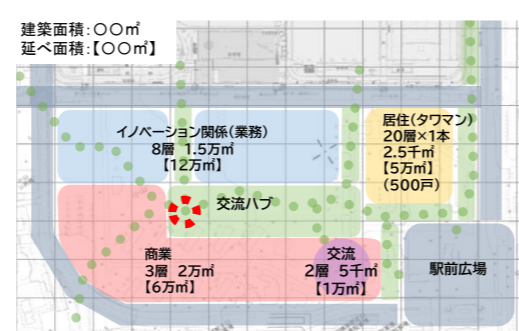 建築面積：〇〇㎡
延べ面積：【〇〇㎡】
イノベーション関係（業務）
8層 1.5万㎡
【12万㎡】
居住（タワマン）
20層×1本
2.5千㎡
【5万㎡】
（500戸）
交流ハブ
商業
3層 2万㎡
【6万㎡】
交流
2層 5千㎡
【1万㎡】
駅前広場